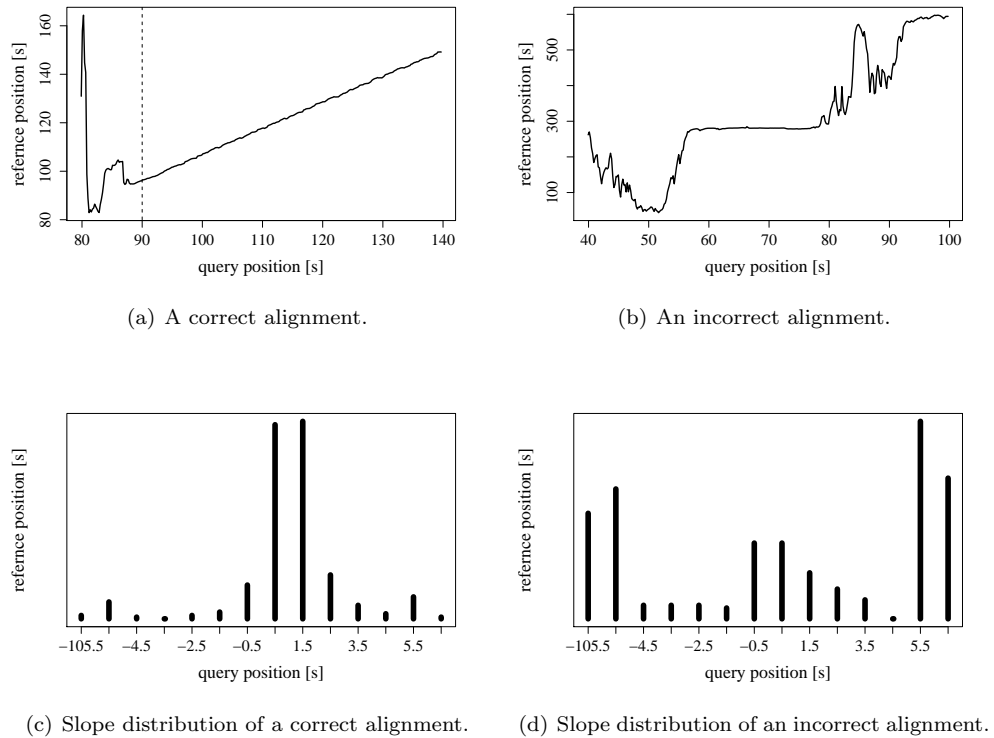 refernce position [s]
80 100 120 140 160
80 90 100 110 120 130 140
query position [s]
(a) A correct alignment.
refernce position [s]
100 300 500
40 50 60 70 80 90 100
query position [s]
(b) An incorrect alignment.
refernce position [s]
−105.5 −4.5 −2.5 −0.5 1.5 3.5 5.5
query position [s]
(c) Slope distribution of a correct alignment.
refernce position [s]
−105.5 −4.5 −2.5 −0.5 1.5 3.5 5.5
query position [s]
(d) Slope distribution of an incorrect alignment.